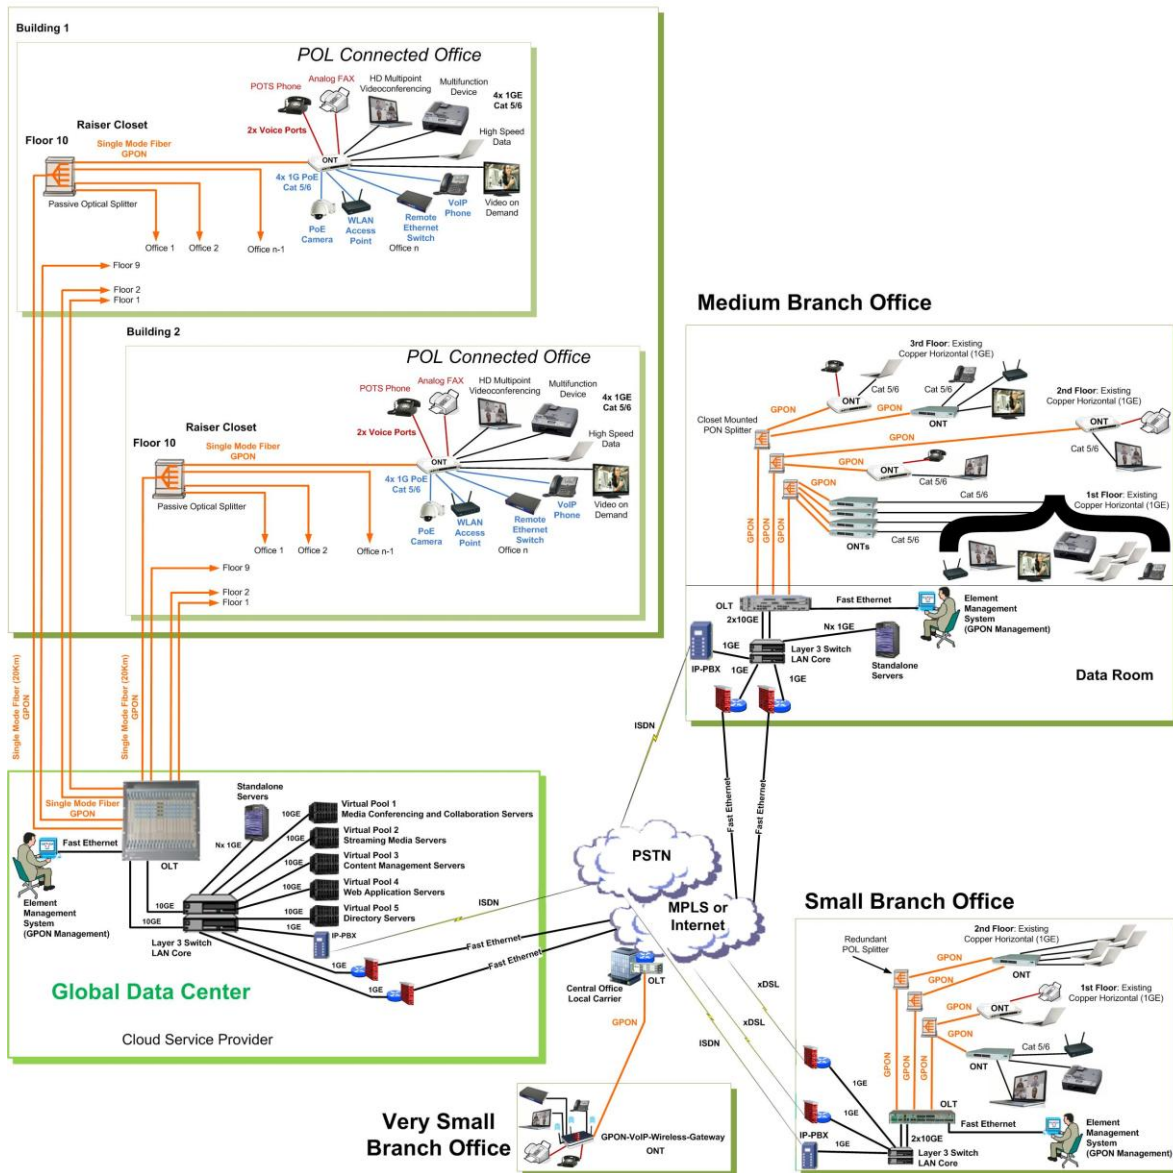 Building 1
POL Connected Office
POTS Phone
Analog FAX
HD Multipoint
Videoconferencing
Multifunction
Device
4x 1GE
Cat 5/6
Raiser Closet
Floor 10
Single Mode Fiber
GPON
2x Voice Ports
ONT
High Speed
Data
4x 1G PoE
Cat 5/6
Passive Optical Splitter
PoE
Camera
WLAN
Access
Point
Remote
Ethernet
Switch
VoIP
Phone
Video on
Demand
Office 1
Office 2
Office n-1
Office n
Floor 9
Floor 2
Floor 1
Building 2
POL Connected Office
POTS Phone
Analog FAX
HD Multipoint
Videoconferencing
Multifunction
Device
4x 1GE
Cat 5/6
Raiser Closet
Floor 10
Single Mode Fiber
GPON
2x Voice Ports
ONT
High Speed
Data
4x 1G PoE
Cat 5/6
Passive Optical Splitter
PoE
Camera
WLAN
Access
Point
Remote
Ethernet
Switch
VoIP
Phone
Video on
Demand
Office 1
Office 2
Office n-1
Office n
Floor 9
Floor 2
Floor 1
Single Mode Fiber (20Km)
GPON
Single Mode Fiber (20Km)
GPON
Medium Branch Office
3rd Floor: Existing
Copper Horizontal (1GE)
Cat 5/6
Cat 5/6
Cat 5/6
ONT
GPON
GPON
ONT
2nd Floor: Existing
Copper Horizontal (1GE)
Closet Mounted
PON Splitter
GPON
ONT
Cat 5/6
GPON
ONT
Cat 5/6
GPON
Cat 5/6
1st Floor: Existing
Copper Horizontal (1GE)
Cat 5/6
ONTs
GPON
GPON
GPON
OLT
Fast Ethernet
Element
Management
System
(GPON Management)
2x10GE
Nx 1GE
1GE
IP-PBX
Layer 3 Switch
LAN Core
Standalone
Servers
1GE
1GE
Data Room
ISDN
Fast Ethernet
Fast Ethernet
Single Mode Fiber
GPON
Fast Ethernet
OLT
Element
Management
System
(GPON Management)
Standalone
Servers
Nx 1GE
10GE
Virtual Pool 1
Media Conferencing and Collaboration Servers
10GE
Virtual Pool 2
Streaming Media Servers
10GE
Virtual Pool 3
Content Management Servers
10GE
Virtual Pool 4
Web Application Servers
10GE
Virtual Pool 5
Directory Servers
10GE
10GE
1GE
IP-PBX
Layer 3 Switch
LAN Core
1GE
1GE
ISDN
Fast Ethernet
Fast Ethernet
Global Data Center
Cloud Service Provider
PSTN
MPLS or
Internet
OLT
Central Office
Local Carrier
GPON
xDSL
xDSL
ISDN
Very Small
Branch Office
GPON-VoIP-Wireless-Gateway
ONT
Small Branch Office
2nd Floor: Existing
Copper Horizontal (1GE)
Redundant
POL Splitter
GPON
GPON
ONT
1st Floor: Existing
Copper Horizontal (1GE)
GPON
ONT
GPON
Cat 5/6
ONT
GPON
GPON
GPON
OLT
1GE
1GE
1GE
IP-PBX
2x10GE
Fast Ethernet
Layer 3 Switch
LAN Core
Element
Management
System
(GPON Management)